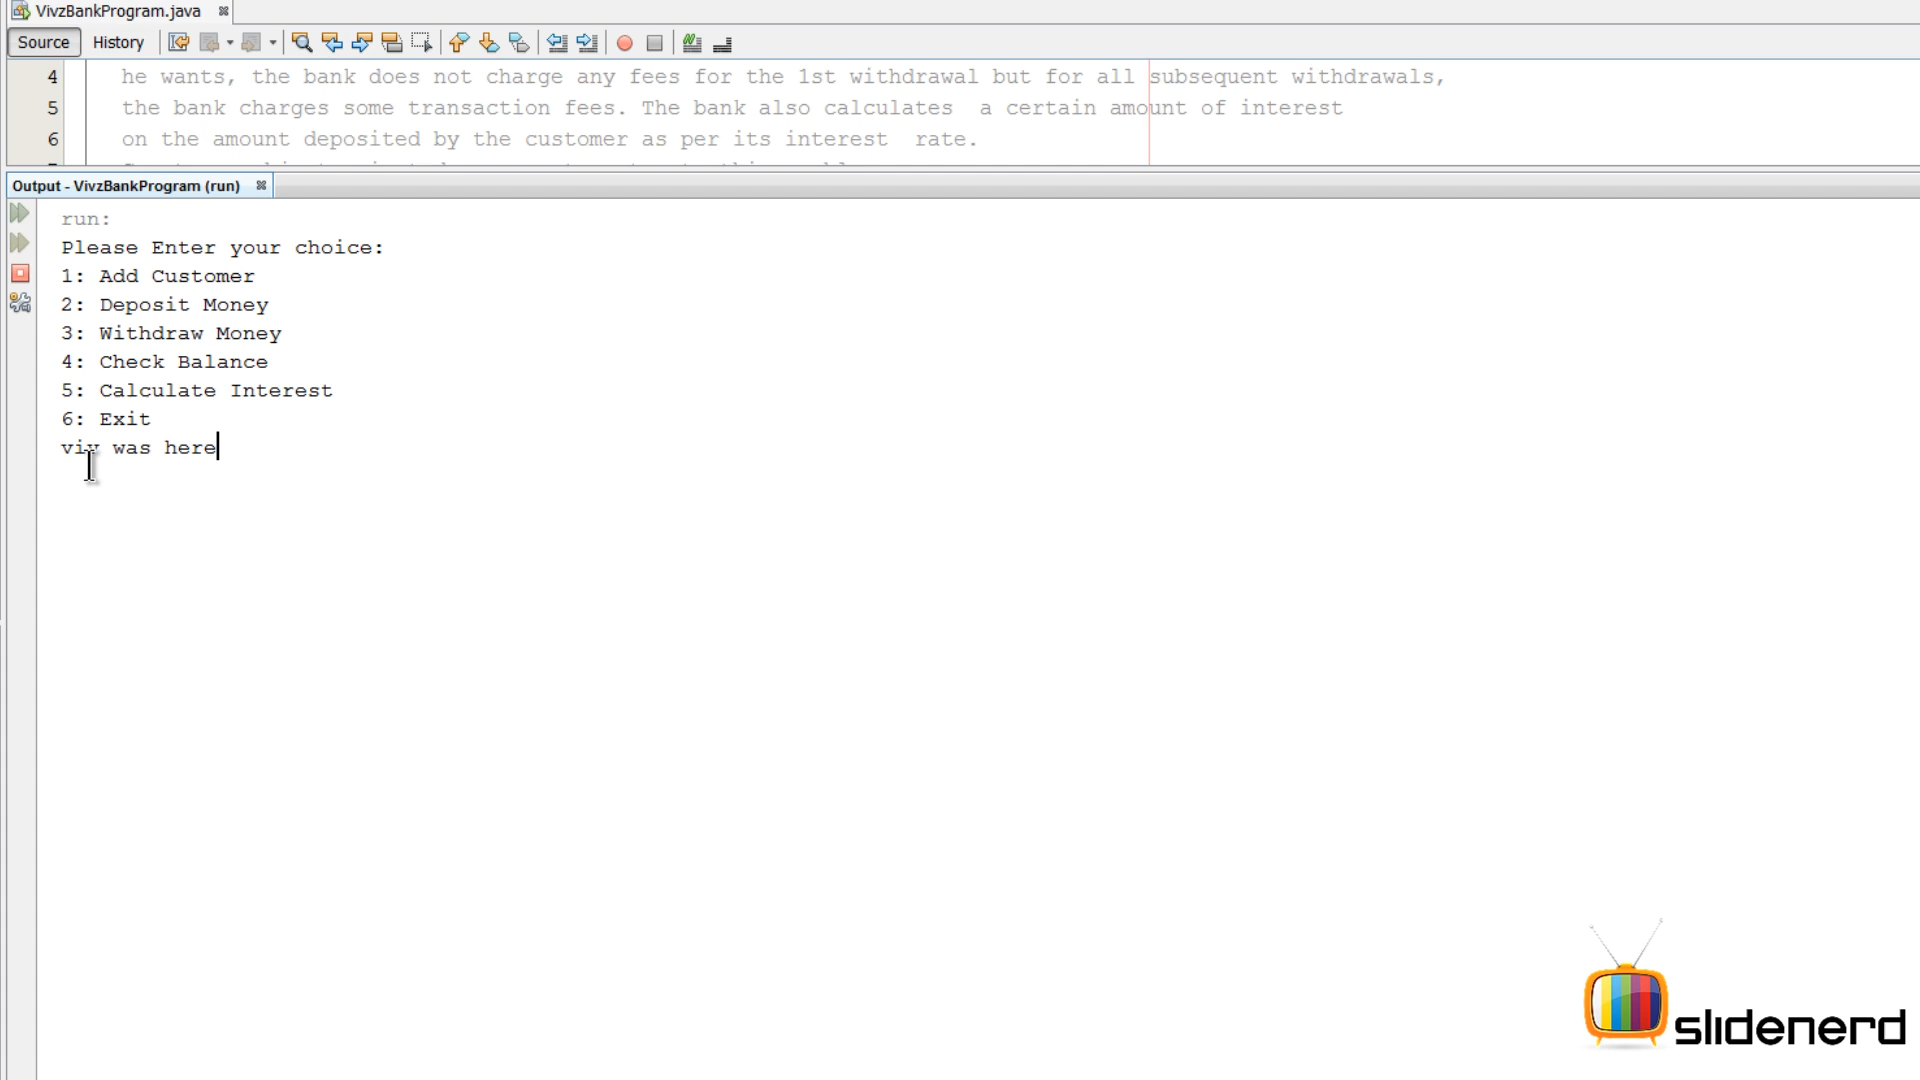 VivzBankProgram.java
Source History
4 he wants, the bank does not charge any fees for the 1st withdrawal but for all subsequent withdrawals,
5 the bank charges some transaction fees. The bank also calculates  a certain amount of interest
6 on the amount deposited by the customer as per its interest  rate.
Output - VivzBankProgram (run)
run:
Please Enter your choice:
1: Add Customer
2: Deposit Money
3: Withdraw Money
4: Check Balance
5: Calculate Interest
6: Exit
viv was here
slidenerd